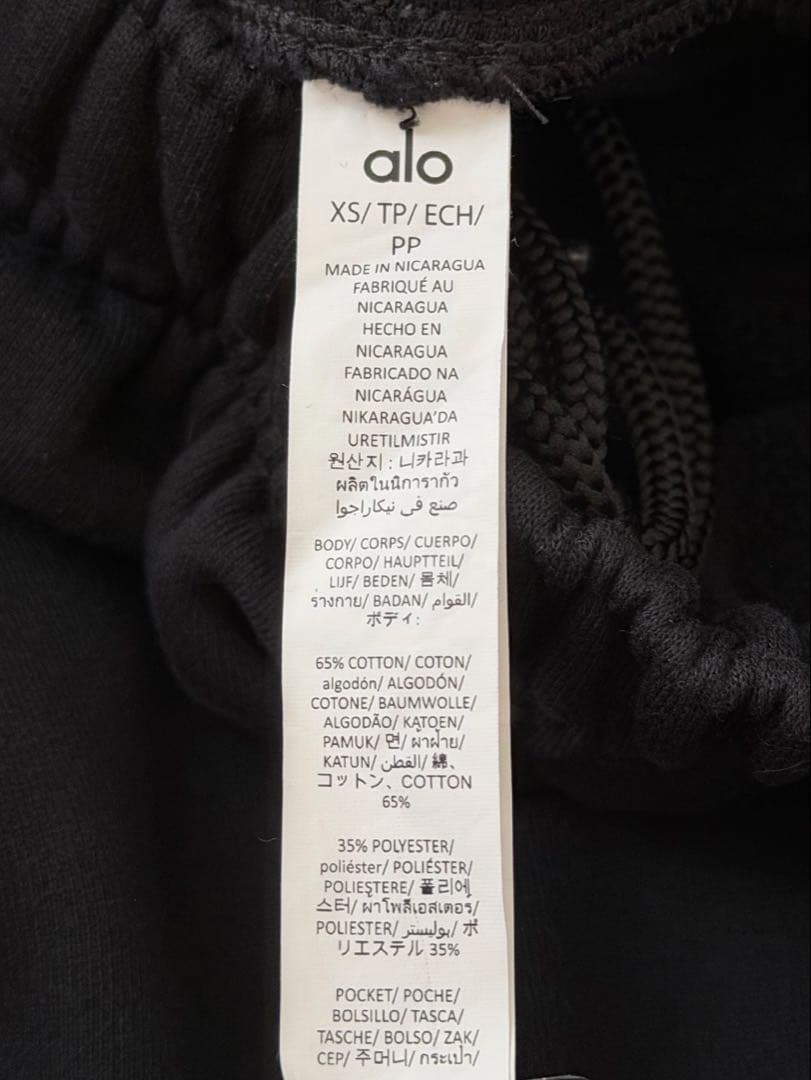 alo
XS/ TP/ ECH/
PP
MADE IN NICARAGUA
FABRIQUÉ AU
NICARAGUA
HECHO EN
NICARAGUA
FABRICADO NA
NICARÁGUA
NIKARAGUA'DA
URETILMISTIR
원산지 : 니카라과
ผลิตในนิการากัว
صنع في نيكاراجوا
BODY/ CORPS/ CUERPO/
CORPO/ HAUPTTEIL/
LIJF/ BEDEN/ 몸체/
ร่างกาย/ BADAN/ القوام/
ボディ:
65% COTTON/ COTON/
algodón/ ALGODÓN/
COTONE/ BAUMWOLLE/
ALGODÃO/ KATOEN/
PAMUK/ 면/ ผ้าฝ้าย/
KATUN/ القطن/ 綿、
コットン、COTTON
65%
35% POLYESTER/
poliéster/ POLIÉSTER/
POLIESTERE/ 폴리에
스터/ ผ้าโพลีเอสเตอร์/
POLIESTER/ بوليستر/ ポ
リエステル 35%
POCKET/ POCHE/
BOLSILLO/ TASCA/
TASCHE/ BOLSO/ ZAK/
CEP/ 주머니/ กระเป๋า/